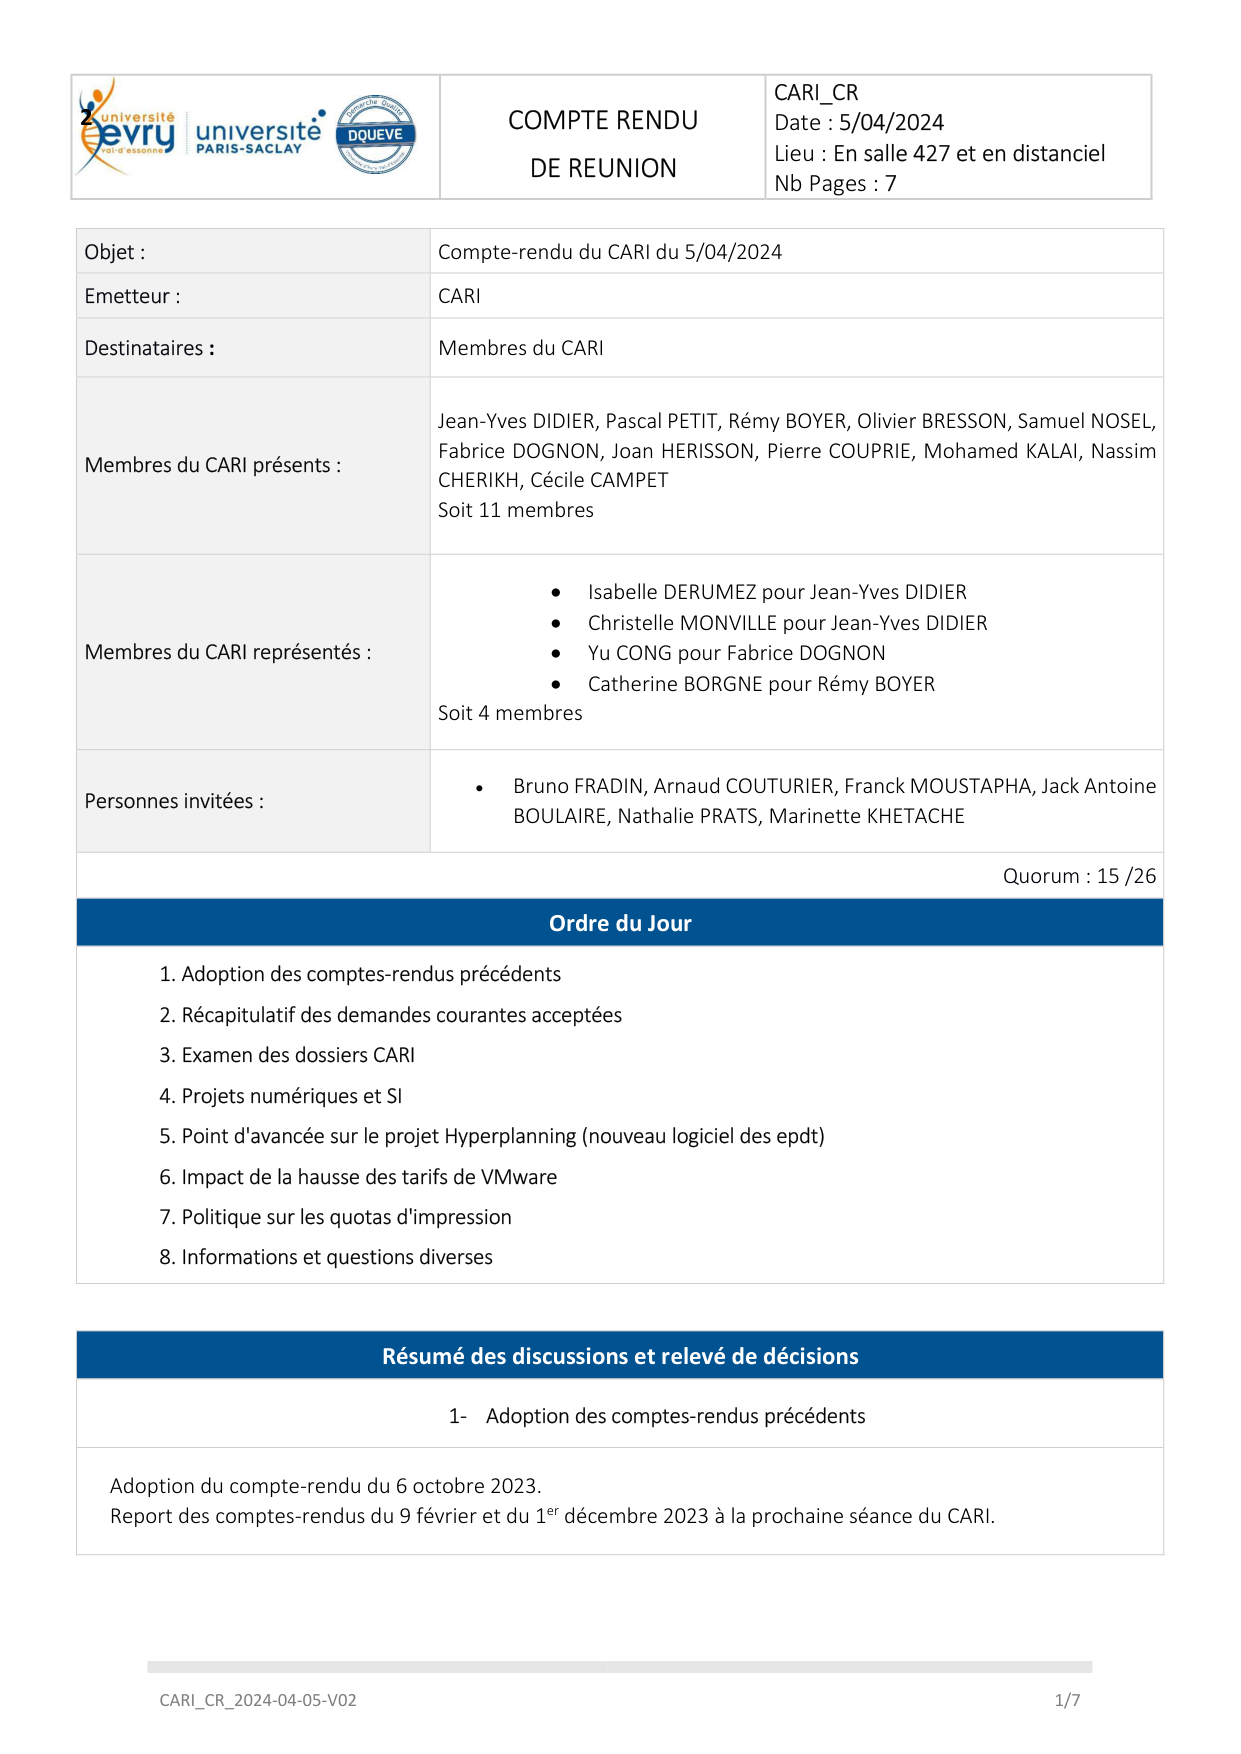 2
université
evry
val-d'essonne
université
PARIS-SACLAY
Démarche Qualité
DQUEVE
COMPTE RENDU
DE REUNION
CARI_CR
Date : 5/04/2024
Lieu : En salle 427 et en distanciel
Nb Pages : 7
Objet :
Compte-rendu du CARI du 5/04/2024
Emetteur :
CARI
Destinataires :
Membres du CARI
Membres du CARI présents :
Jean-Yves DIDIER, Pascal PETIT, Rémy BOYER, Olivier BRESSON, Samuel NOSEL,
Fabrice DOGNON, Joan HERISSON, Pierre COUPRIE, Mohamed KALAI, Nassim
CHERIKH, Cécile CAMPET
Soit 11 membres
Membres du CARI représentés :
• Isabelle DERUMEZ pour Jean-Yves DIDIER
• Christelle MONVILLE pour Jean-Yves DIDIER
• Yu CONG pour Fabrice DOGNON
• Catherine BORGNE pour Rémy BOYER
Soit 4 membres
Personnes invitées :
• Bruno FRADIN, Arnaud COUTURIER, Franck MOUSTAPHA, Jack Antoine
BOULAIRE, Nathalie PRATS, Marinette KHETACHE
Quorum : 15 /26
Ordre du Jour
1. Adoption des comptes-rendus précédents
2. Récapitulatif des demandes courantes acceptées
3. Examen des dossiers CARI
4. Projets numériques et SI
5. Point d'avancée sur le projet Hyperplanning (nouveau logiciel des epdt)
6. Impact de la hausse des tarifs de VMware
7. Politique sur les quotas d'impression
8. Informations et questions diverses
Résumé des discussions et relevé de décisions
1- Adoption des comptes-rendus précédents
Adoption du compte-rendu du 6 octobre 2023.
Report des comptes-rendus du 9 février et du 1er décembre 2023 à la prochaine séance du CARI.
CARI_CR_2024-04-05-V02
1/7